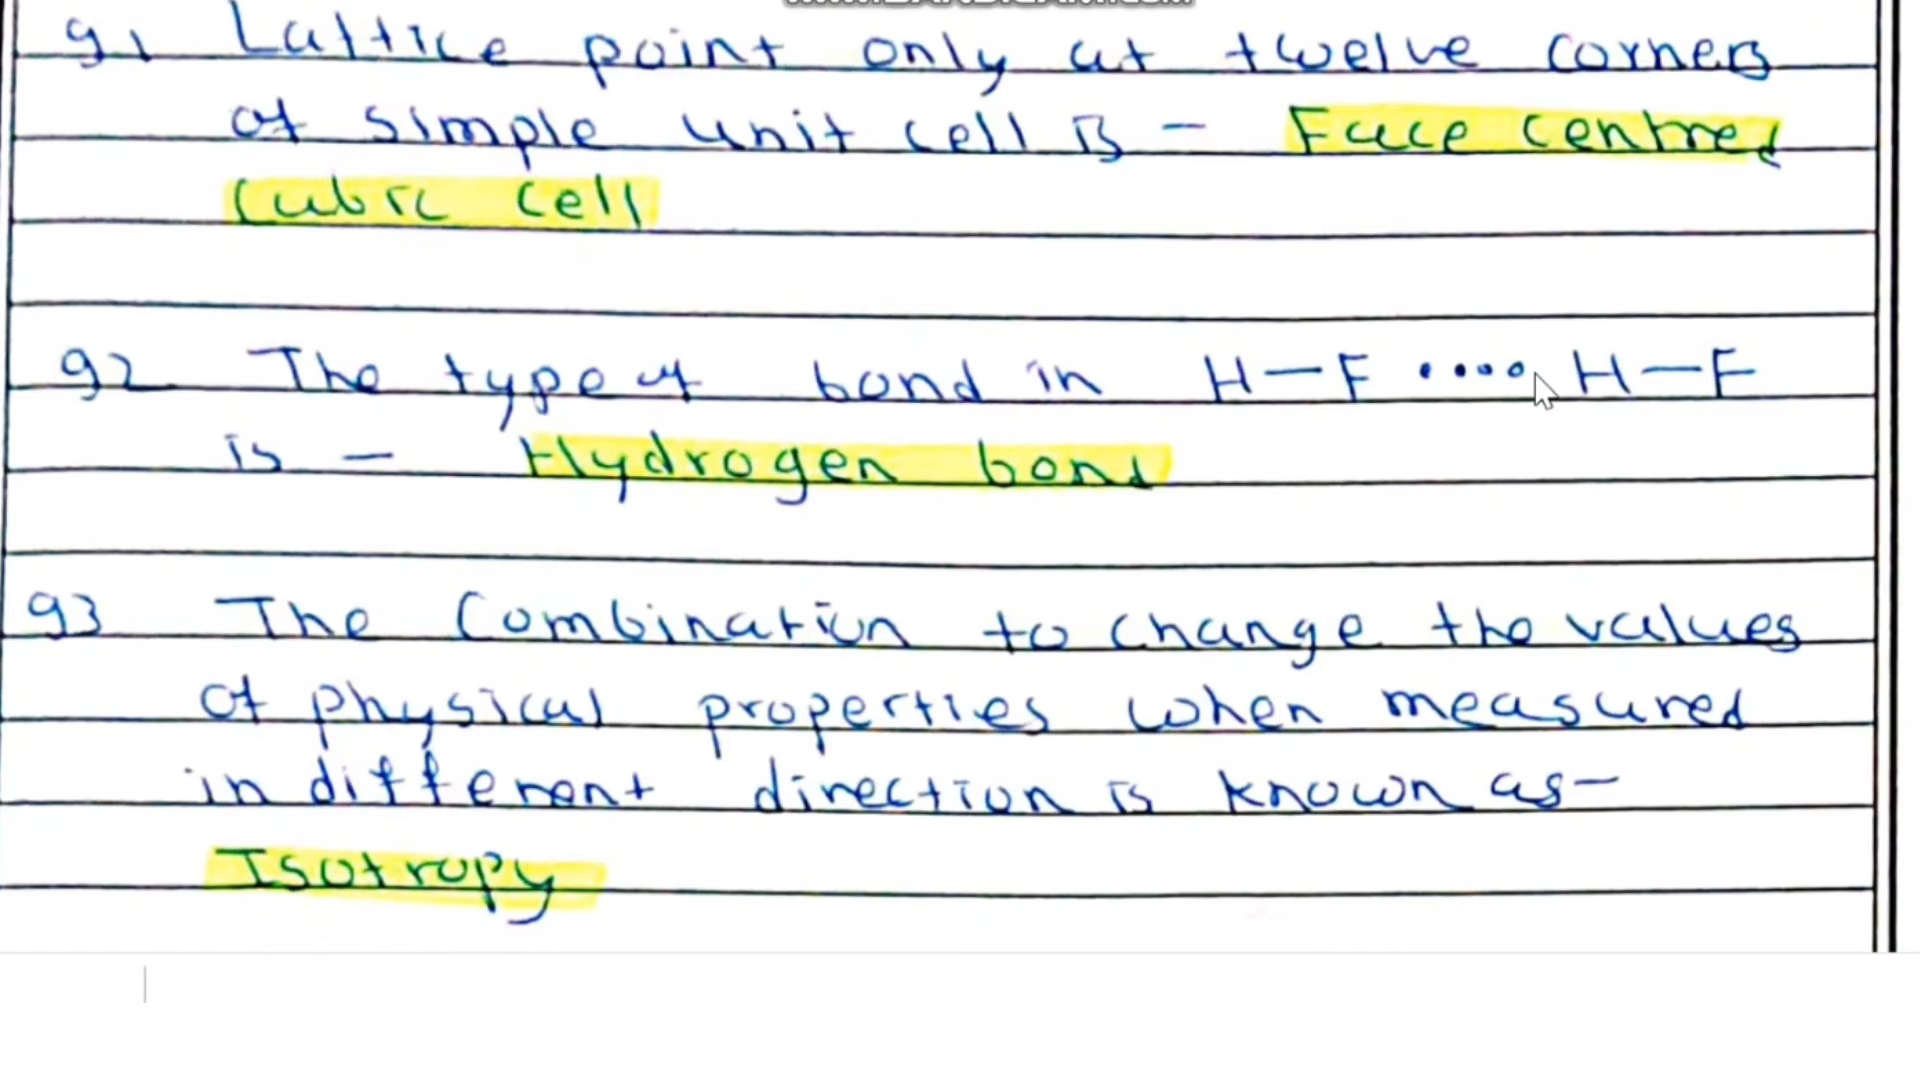 91 Lattice point only at twelve corners
of simple unit cell is - Face centred
Cubic cell
92 The type of bond in H-F .... H-F
is - Hydrogen bond
93 The Combination to change the values
of physical properties when measured
in different direction is known as-
Isotropy